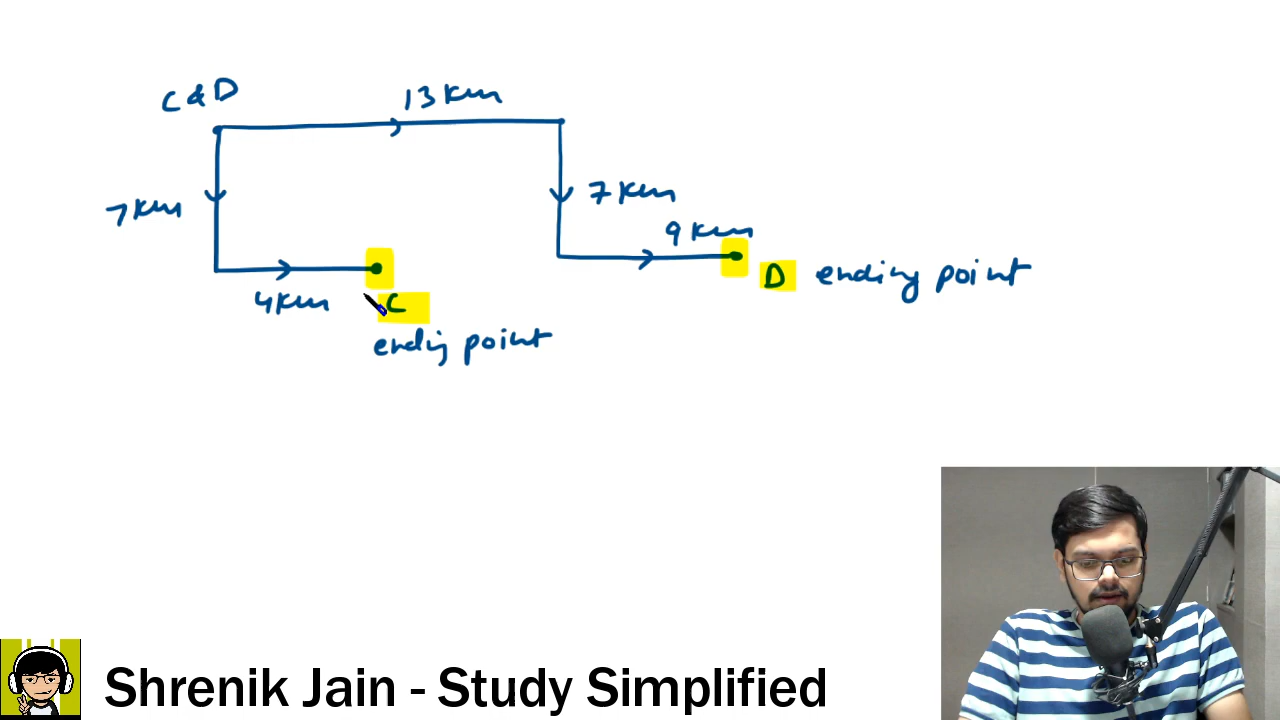 C & D
13 km
7 km
7 km
9 km
D ending point
4 km
C
ending point
Shrenik Jain - Study Simplified